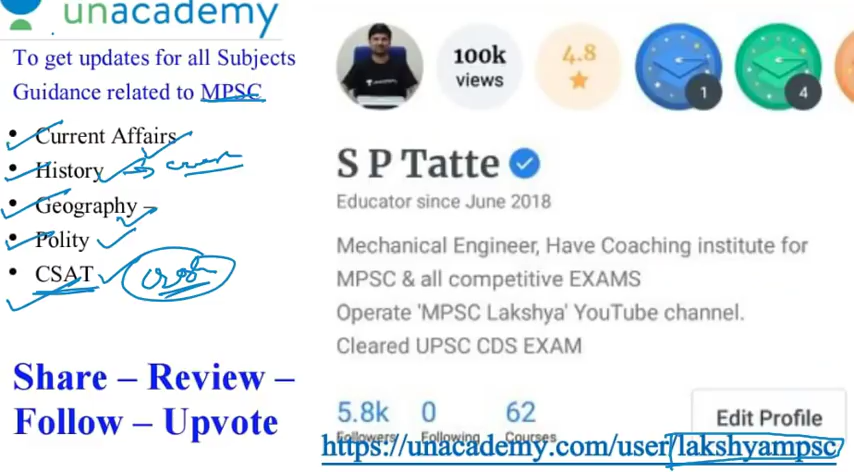 unacademy
To get updates for all Subjects
Guidance related to MPSC
• Current Affairs
• History
• Geography
• Polity
• CSAT
Share – Review –
Follow – Upvote
100k
views
4.8
1
4
S P Tatte
Educator since June 2018
Mechanical Engineer, Have Coaching institute for
MPSC & all competitive EXAMS
Operate 'MPSC Lakshya' YouTube channel.
Cleared UPSC CDS EXAM
5.8k 0 62
Followers Following Courses
Edit Profile
https://unacademy.com/user/lakshyampsc